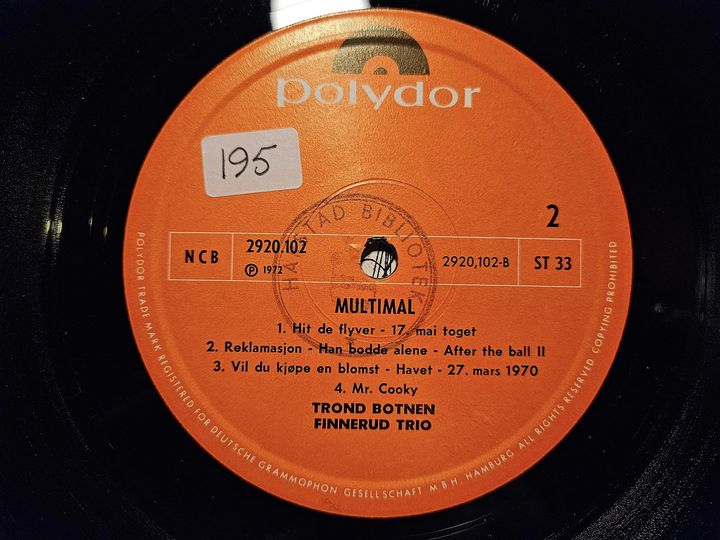 polydor
195
2
NCB
2920.102
℗ 1972
2920,102-B
ST 33
HARSTAD BIBLIOTEK
MULTIMAL
1. Hit de flyver - 17. mai toget
2. Reklamasjon - Han bodde alene - After the ball II
3. Vil du kjøpe en blomst - Havet - 27. mars 1970
4. Mr. Cooky
TROND BOTNEN
FINNERUD TRIO
POLYDOR TRADE MARK REGISTERED FOR DEUTSCHE GRAMMOPHON GESELLSCHAFT M B H. HAMBURG ALL RIGHTS RESERVED COPYING PROHIBITED